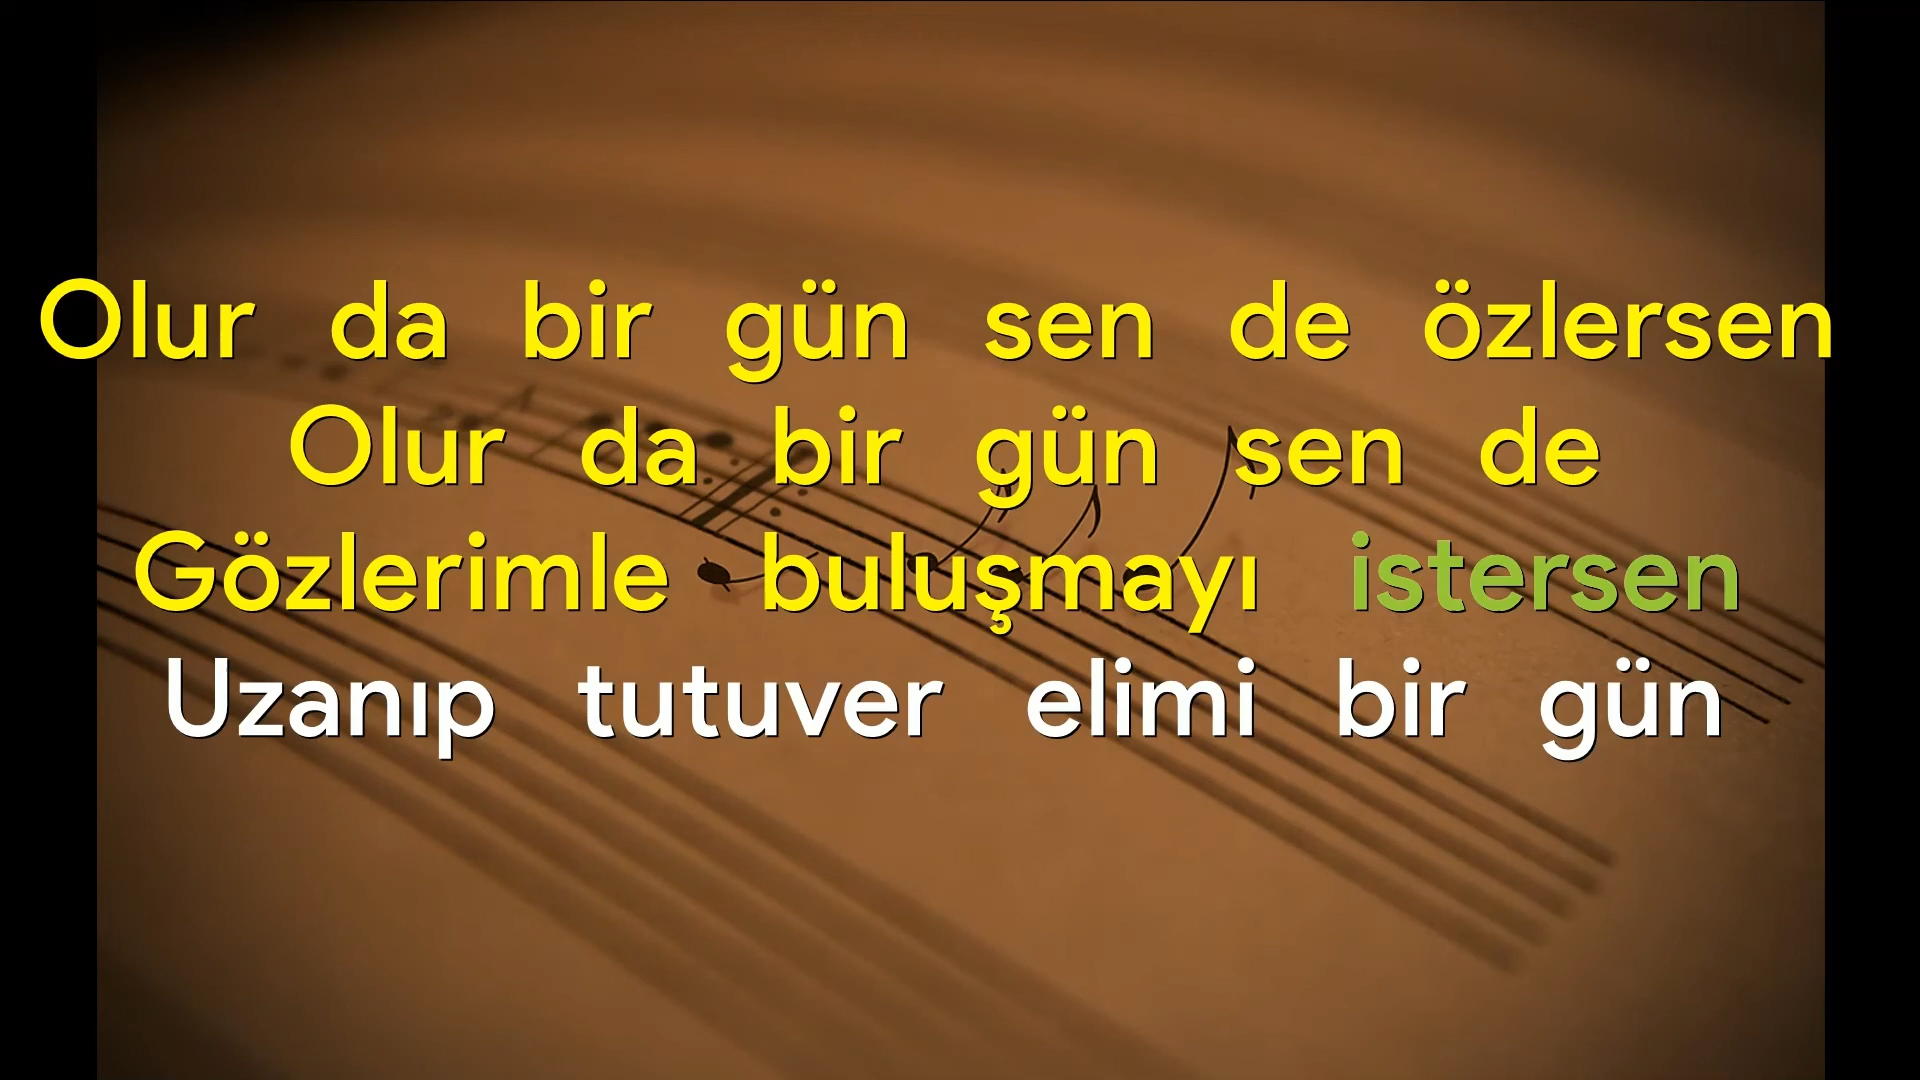 Olur da bir gün sen de özlersen
Olur da bir gün sen de
Gözlerimle buluşmayı istersen
Uzanıp tutuver elimi bir gün